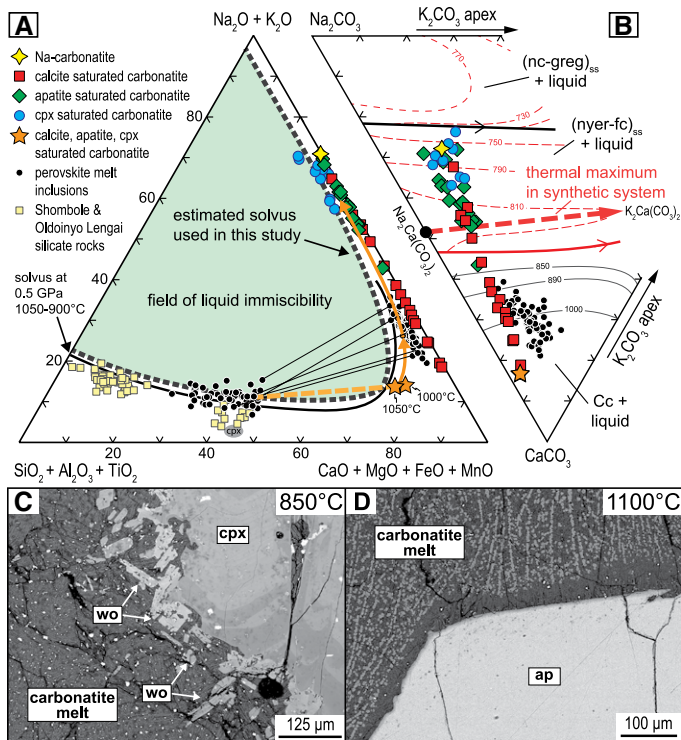 A
Na₂O + K₂O
Na-carbonatite
calcite saturated carbonatite
apatite saturated carbonatite
cpx saturated carbonatite
calcite, apatite, cpx
saturated carbonatite
perovskite melt
inclusions
Shombole &
Oldoinyo Lengai
silicate rocks
80
60
40
20
estimated solvus
used in this study
field of liquid immiscibility
solvus at
0.5 GPa
1050-900°C
cpx
1050°C
1000°C
SiO₂ + Al₂O₃ + TiO₂
20
40
60
80
CaO + MgO + FeO + MnO
Na₂CO₃
K₂CO₃ apex
B
770
(nc-greg)ss
+ liquid
730
(nyer-fc)ss
+ liquid
750
790
thermal maximum
in synthetic system
810
K₂Ca(CO₃)₂
Na₂Ca(CO₃)₂
850
890
1000
K₂CO₃ apex
Cc +
liquid
CaCO₃
C
850°C
cpx
wo
wo
carbonatite
melt
125 µm
D
1100°C
carbonatite
melt
ap
100 µm